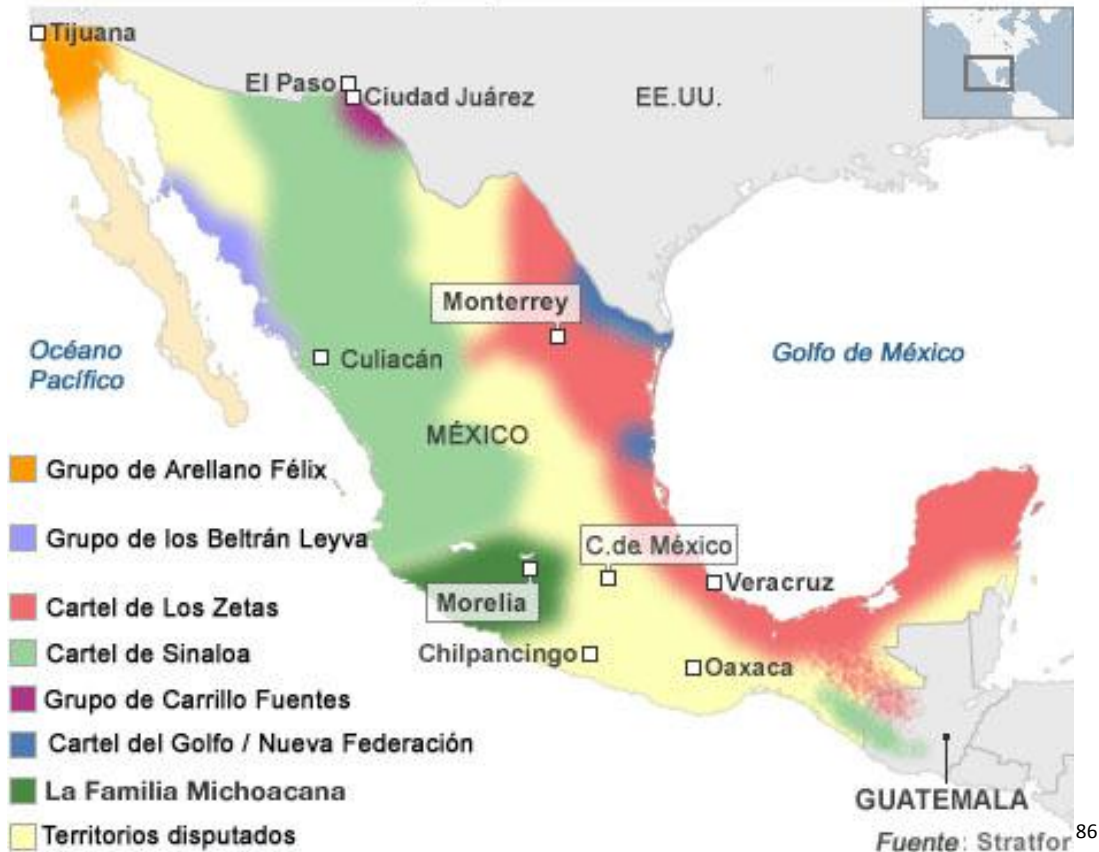 Tijuana
El Paso
Ciudad Juárez
EE.UU.
Monterrey
Océano
Pacífico
Culiacán
Golfo de México
MÉXICO
Grupo de Arellano Félix
Grupo de los Beltrán Leyva
C.de México
Cartel de Los Zetas
Morelia
Veracruz
Cartel de Sinaloa
Chilpancingo
Oaxaca
Grupo de Carrillo Fuentes
Cartel del Golfo / Nueva Federación
La Familia Michoacana
GUATEMALA
Territorios disputados
Fuente: Stratfor
86